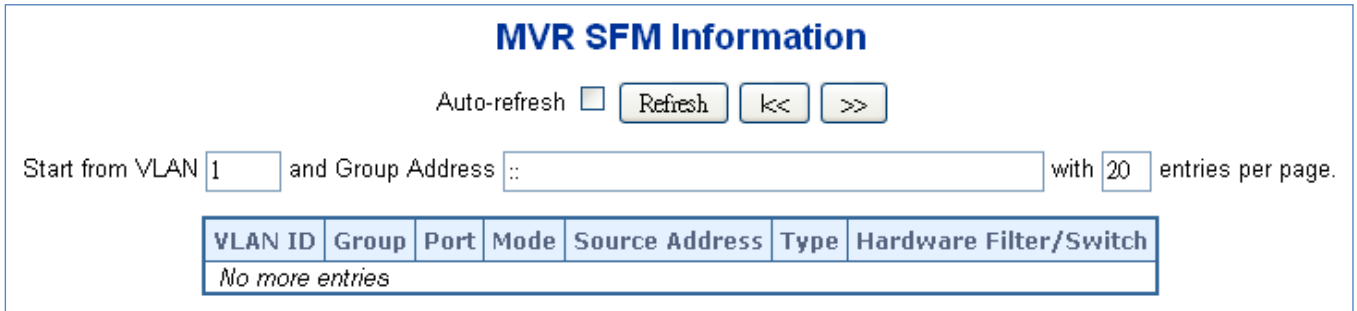 MVR SFM Information
Auto-refresh Refresh |<< >>
Start from VLAN 1 and Group Address :: with 20 entries per page.
VLAN ID Group Port Mode Source Address Type Hardware Filter/Switch
No more entries